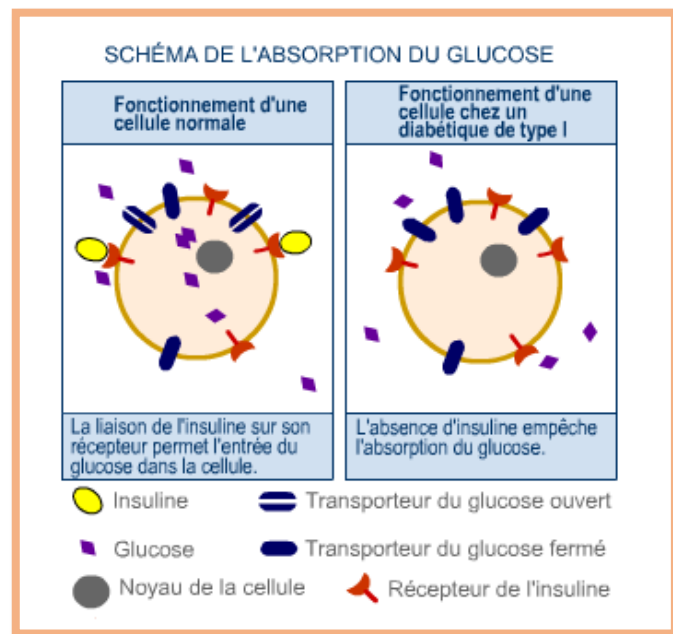 SCHÉMA DE L'ABSORPTION DU GLUCOSE
Fonctionnement d'une
cellule normale
Fonctionnement d'une
cellule chez un
diabétique de type I
La liaison de l'insuline sur son
récepteur permet l'entrée du
glucose dans la cellule.
L'absence d'insuline empêche
l'absorption du glucose.
Insuline
Transporteur du glucose ouvert
Glucose
Transporteur du glucose fermé
Noyau de la cellule
Récepteur de l'insuline